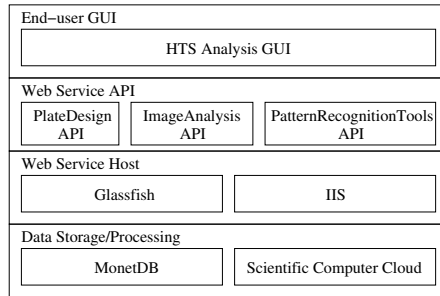 End−user GUI
HTS Analysis GUI
Web Service API
PlateDesign
API
ImageAnalysis
API
PatternRecognitionTools
API
Web Service Host
Glassfish
IIS
Data Storage/Processing
MonetDB
Scientific Computer Cloud